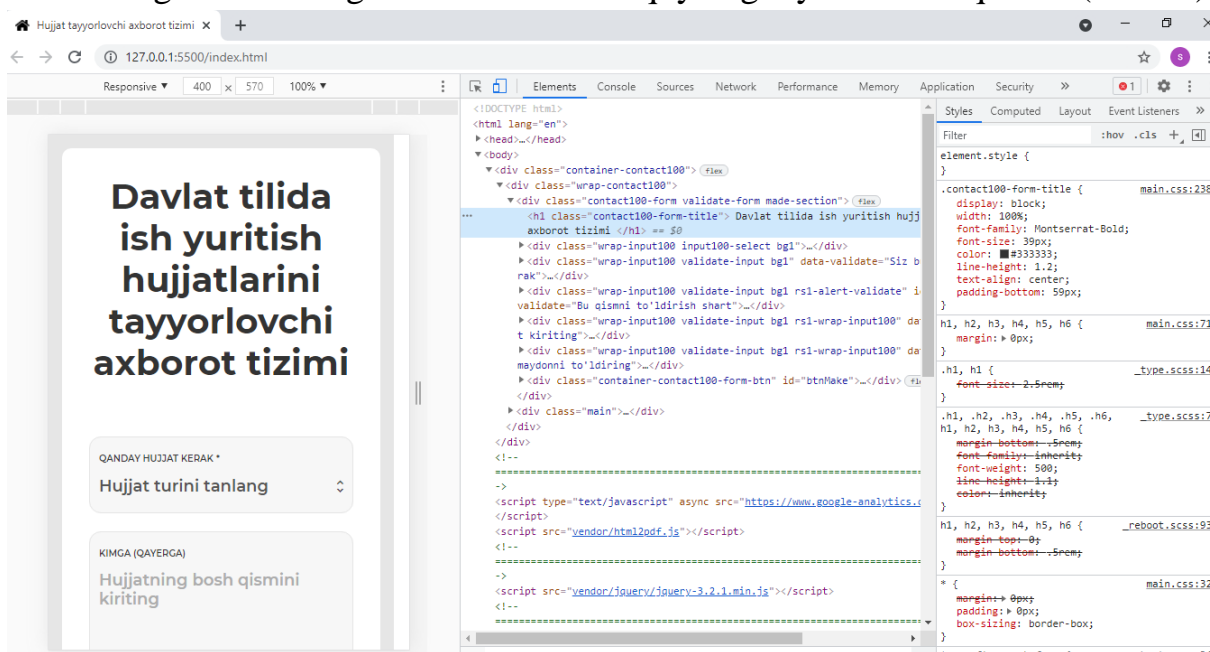 Hujjat tayyorlovchi axborot tizimi × +
127.0.0.1:5500/index.html
S
Responsive ▼ 400 x 570 100% ▼
Elements Console Sources Network Performance Memory Application Security » 1
Davlat tilida
ish yuritish
hujjatlarini
tayyorlovchi
axborot tizimi
QANDAY HUJJAT KERAK *
Hujjat turini tanlang
KIMGA (QAYERGA)
Hujjatning bosh qismini
kiriting
<!DOCTYPE html>
<html lang="en">
▶<head>…</head>
▼<body>
▼<div class="container-contact100"> flex
▼<div class="wrap-contact100">
▼<div class="contact100-form validate-form made-section"> flex
··· <h1 class="contact100-form-title"> Davlat tilida ish yuritish hujj
axborot tizimi </h1> == $0
▶<div class="wrap-input100 input100-select bg1">…</div>
▶<div class="wrap-input100 validate-input bg1" data-validate="Siz b
rak">…</div>
▶<div class="wrap-input100 validate-input bg1 rs1-alert-validate" i
validate="Bu qismni to'ldirish shart">…</div>
▶<div class="wrap-input100 validate-input bg1 rs1-wrap-input100" da
t kiriting">…</div>
▶<div class="wrap-input100 validate-input bg1 rs1-wrap-input100" da
maydonni to'ldiring">…</div>
▶<div class="container-contact100-form-btn" id="btnMake">…</div>
</div>
▶<div class="main">…</div>
</div>
</div>
<!--
===============================================================
->
<script type="text/javascript" async src="https://www.google-analytics.c
</script>
<script src="vendor/html2pdf.js"></script>
<!--
===============================================================
->
<script src="vendor/jquery/jquery-3.2.1.min.js"></script>
<!--
===============================================================
Styles Computed Layout Event Listeners »
Filter :hov .cls +
element.style {
}
.contact100-form-title { main.css:238
display: block;
width: 100%;
font-family: Montserrat-Bold;
font-size: 39px;
color: #333333;
line-height: 1.2;
text-align: center;
padding-bottom: 59px;
}
h1, h2, h3, h4, h5, h6 { main.css:71
margin: ▶ 0px;
}
.h1, h1 { _type.scss:14
font-size: 2.5rem;
}
.h1, .h2, .h3, .h4, .h5, .h6, _type.scss:7
h1, h2, h3, h4, h5, h6 {
margin-bottom: .5rem;
font-family: inherit;
font-weight: 500;
line-height: 1.1;
color: inherit;
}
h1, h2, h3, h4, h5, h6 { _reboot.scss:93
margin-top: 0;
margin-bottom: .5rem;
}
* { main.css:32
margin: ▶ 0px;
padding: ▶ 0px;
box-sizing: border-box;
}